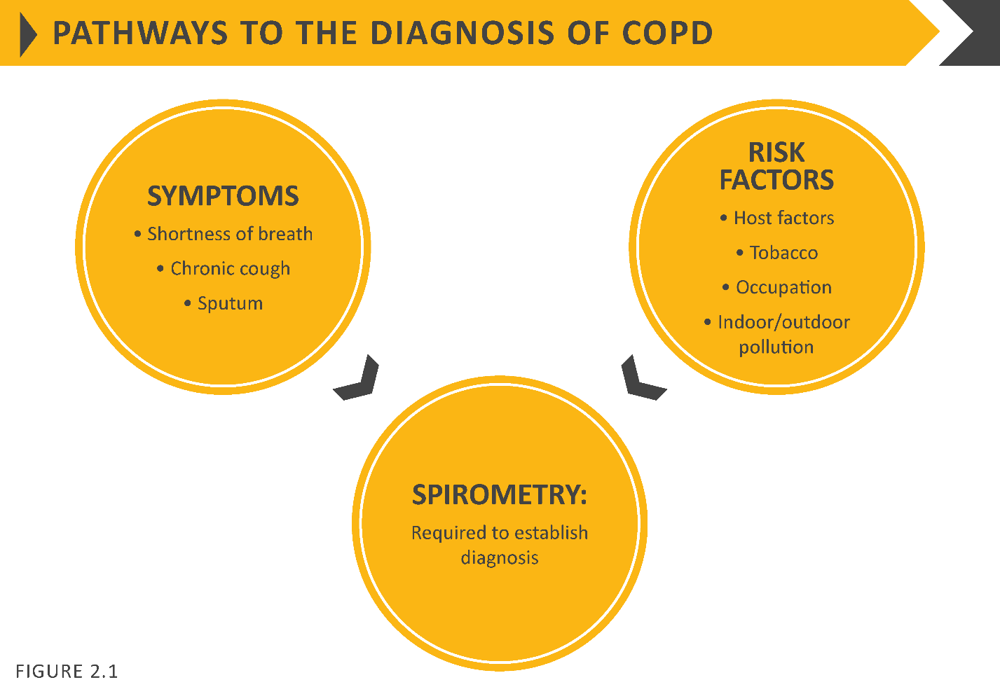 PATHWAYS TO THE DIAGNOSIS OF COPD
SYMPTOMS
• Shortness of breath
• Chronic cough
• Sputum
RISK
FACTORS
• Host factors
• Tobacco
• Occupation
• Indoor/outdoor
pollution
SPIROMETRY:
Required to establish
diagnosis
FIGURE 2.1